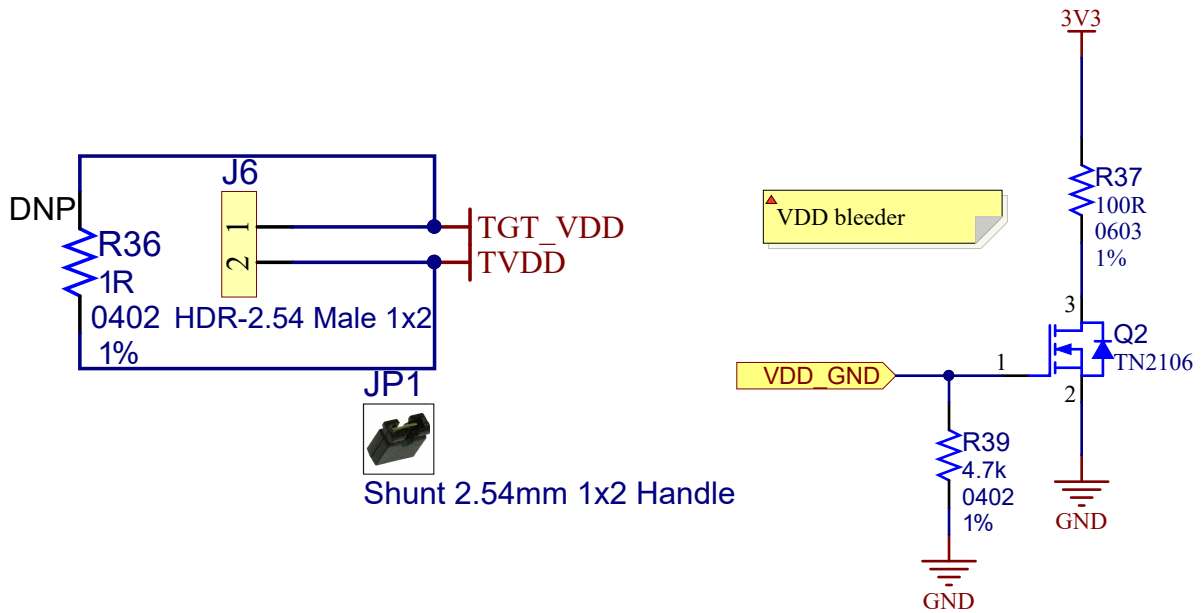 J6
DNP
R36
1R
0402
1%
1
2
HDR-2.54 Male 1x2
TGT_VDD
TVDD
JP1
Shunt 2.54mm 1x2 Handle
VDD bleeder
3V3
R37
100R
0603
1%
3
Q2
TN2106
1
2
VDD_GND
R39
4.7k
0402
1%
GND
GND